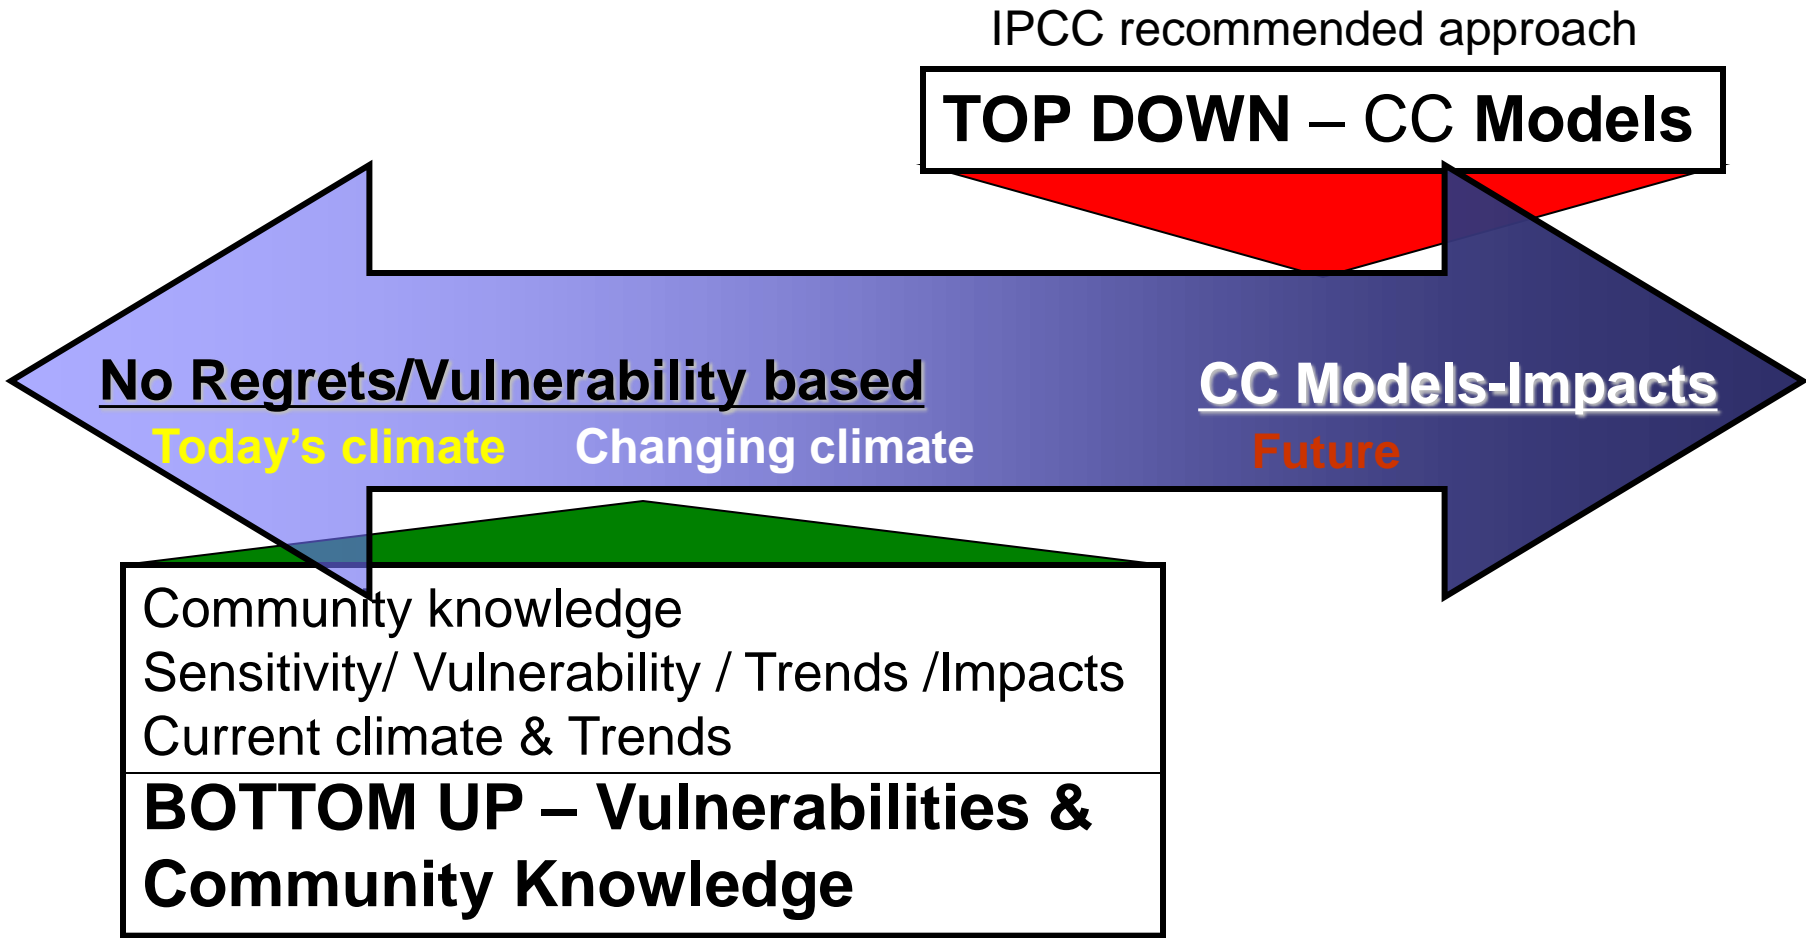 IPCC recommended approach
TOP DOWN – CC Models
No Regrets/Vulnerability based
CC Models-Impacts
Today’s climate
Changing climate
Future
Community knowledge
Sensitivity/ Vulnerability / Trends /Impacts
Current climate & Trends
BOTTOM UP – Vulnerabilities &
Community Knowledge